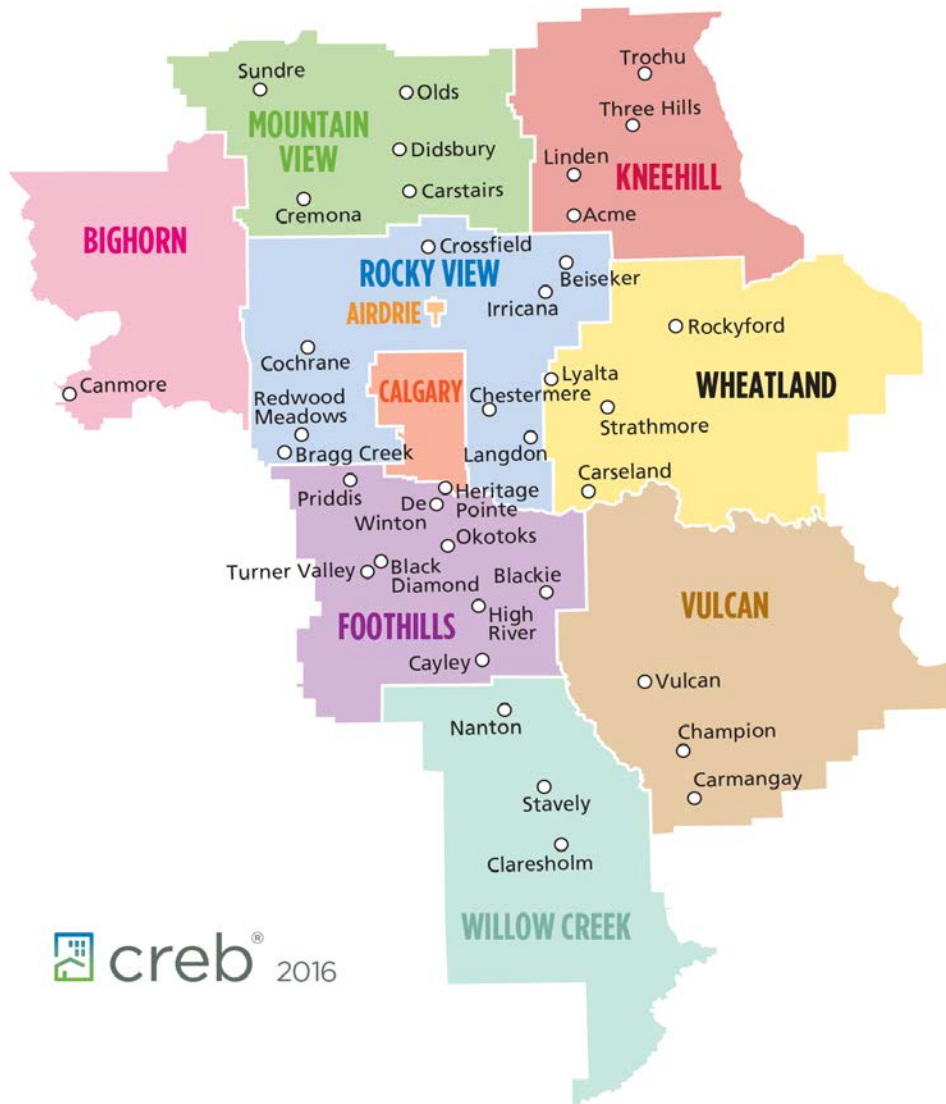 Sundre
Olds
Trochu
Three Hills
MOUNTAIN
VIEW
Didsbury
Linden
KNEEHILL
Carstairs
Cremona
Acme
BIGHORN
Crossfield
ROCKY VIEW
Beiseker
Irricana
AIRDRIE
Rockyford
Cochrane
Canmore
CALGARY
Lyalta
WHEATLAND
Chestermere
Redwood
Meadows
Strathmore
Bragg Creek
Langdon
Priddis
Carseland
Heritage
Pointe
De
Winton
Okotoks
Turner Valley
Black
Diamond
Blackie
VULCAN
FOOTHILLS
High
River
Cayley
Vulcan
Nanton
Champion
Stavely
Carmangay
Claresholm
WILLOW CREEK
creb® 2016